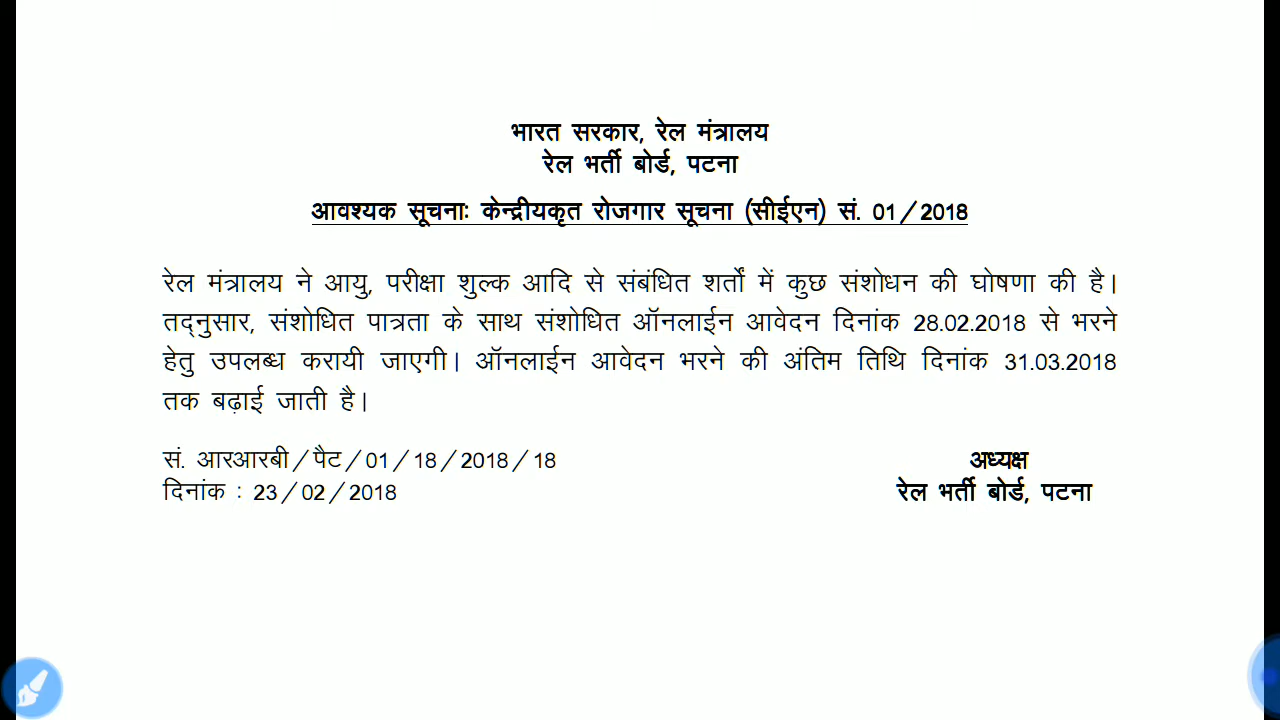 भारत सरकार, रेल मंत्रालय
रेल भर्ती बोर्ड, पटना
आवश्यक सूचनाः केन्द्रीयकृत रोजगार सूचना (सीईएन) सं. 01/2018
रेल मंत्रालय ने आयु, परीक्षा शुल्क आदि से संबंधित शर्तों में कुछ संशोधन की घोषणा की है।
तद्नुसार, संशोधित पात्रता के साथ संशोधित ऑनलाईन आवेदन दिनांक 28.02.2018 से भरने
हेतु उपलब्ध करायी जाएगी। ऑनलाईन आवेदन भरने की अंतिम तिथि दिनांक 31.03.2018
तक बढ़ाई जाती है।
सं. आरआरबी/पैट/01/18/2018/18
दिनांक : 23/02/2018
अध्यक्ष
रेल भर्ती बोर्ड, पटना